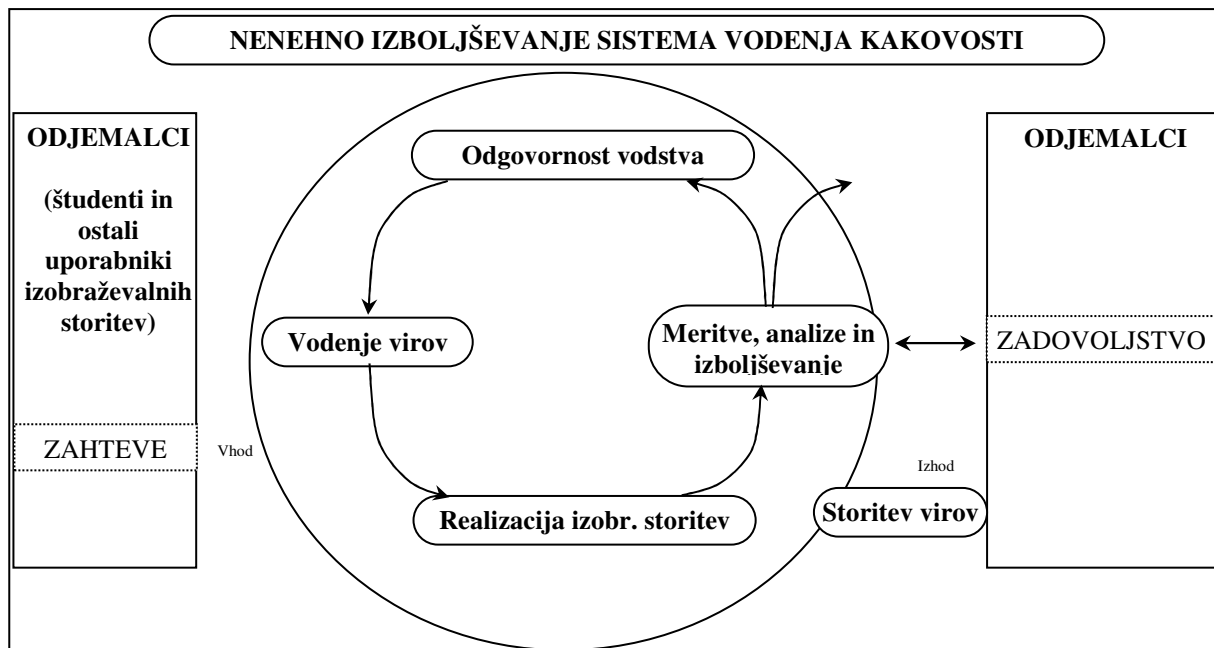 NENEHNO IZBOLJŠEVANJE SISTEMA VODENJA KAKOVOSTI
ODJEMALCI
(študenti in
ostali
uporabniki
izobraževalnih
storitev)
ZAHTEVE
Vhod
Odgovornost vodstva
Vodenje virov
Meritve, analize in
izboljševanje
Realizacija izobr. storitev
Izhod
Storitev virov
ODJEMALCI
ZADOVOLJSTVO